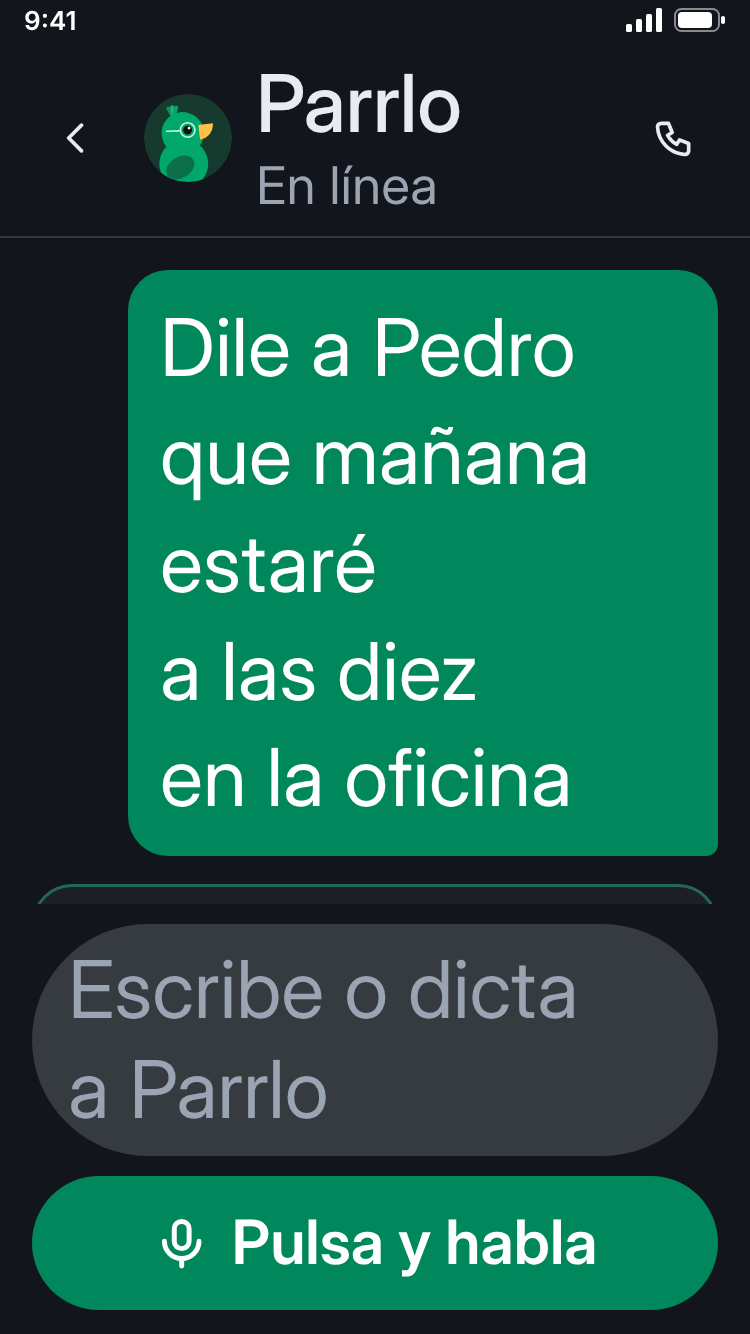 9:41
Parrlo
En línea
Dile a Pedro
que mañana
estaré
a las diez
en la oficina
Escribe o dicta
a Parrlo
Pulsa y habla